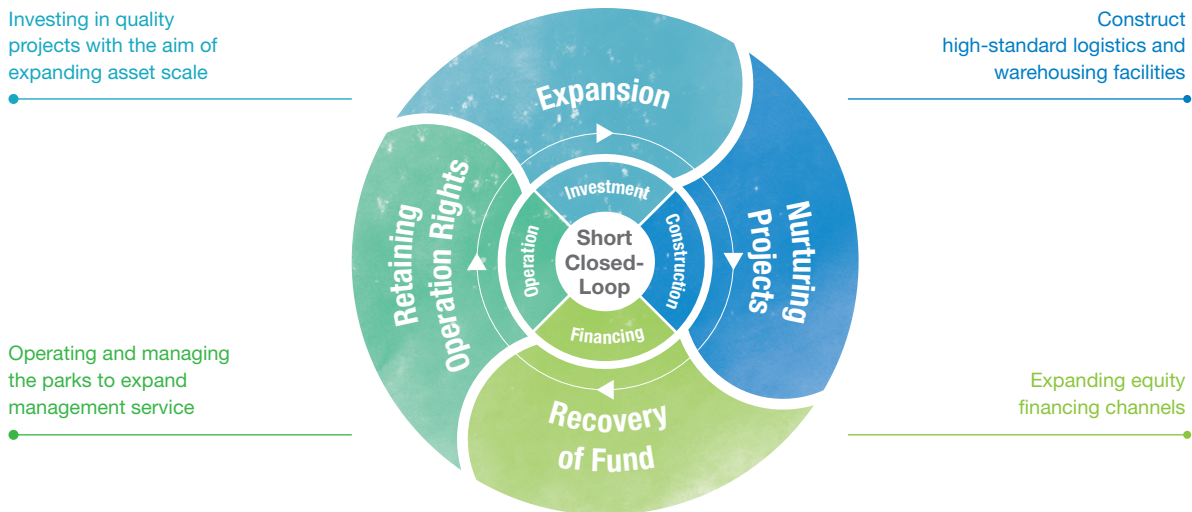 Investing in quality
projects with the aim of
expanding asset scale
Construct
high-standard logistics and
warehousing facilities
Expansion
Investment
Nurturing
Projects
Construction
Short
Closed-
Loop
Operation
Retaining
Operation Rights
Financing
Recovery
of Fund
Operating and managing
the parks to expand
management service
Expanding equity
financing channels